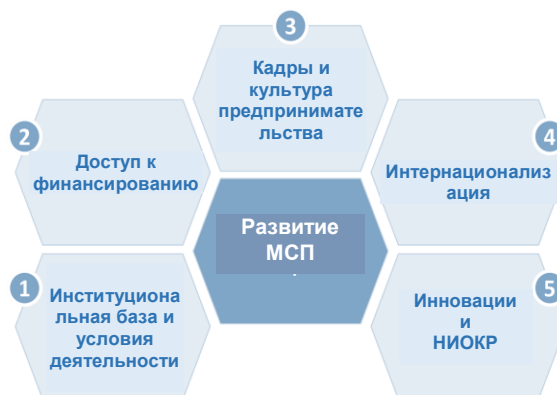 1
Институциона
льная база и
условия
деятельности
2
Доступ к
финансированию
3
Кадры и
культура
предпринимате
льства
4
Интернационализ
ация
5
Инновации
и
НИОКР
Развитие
МСП